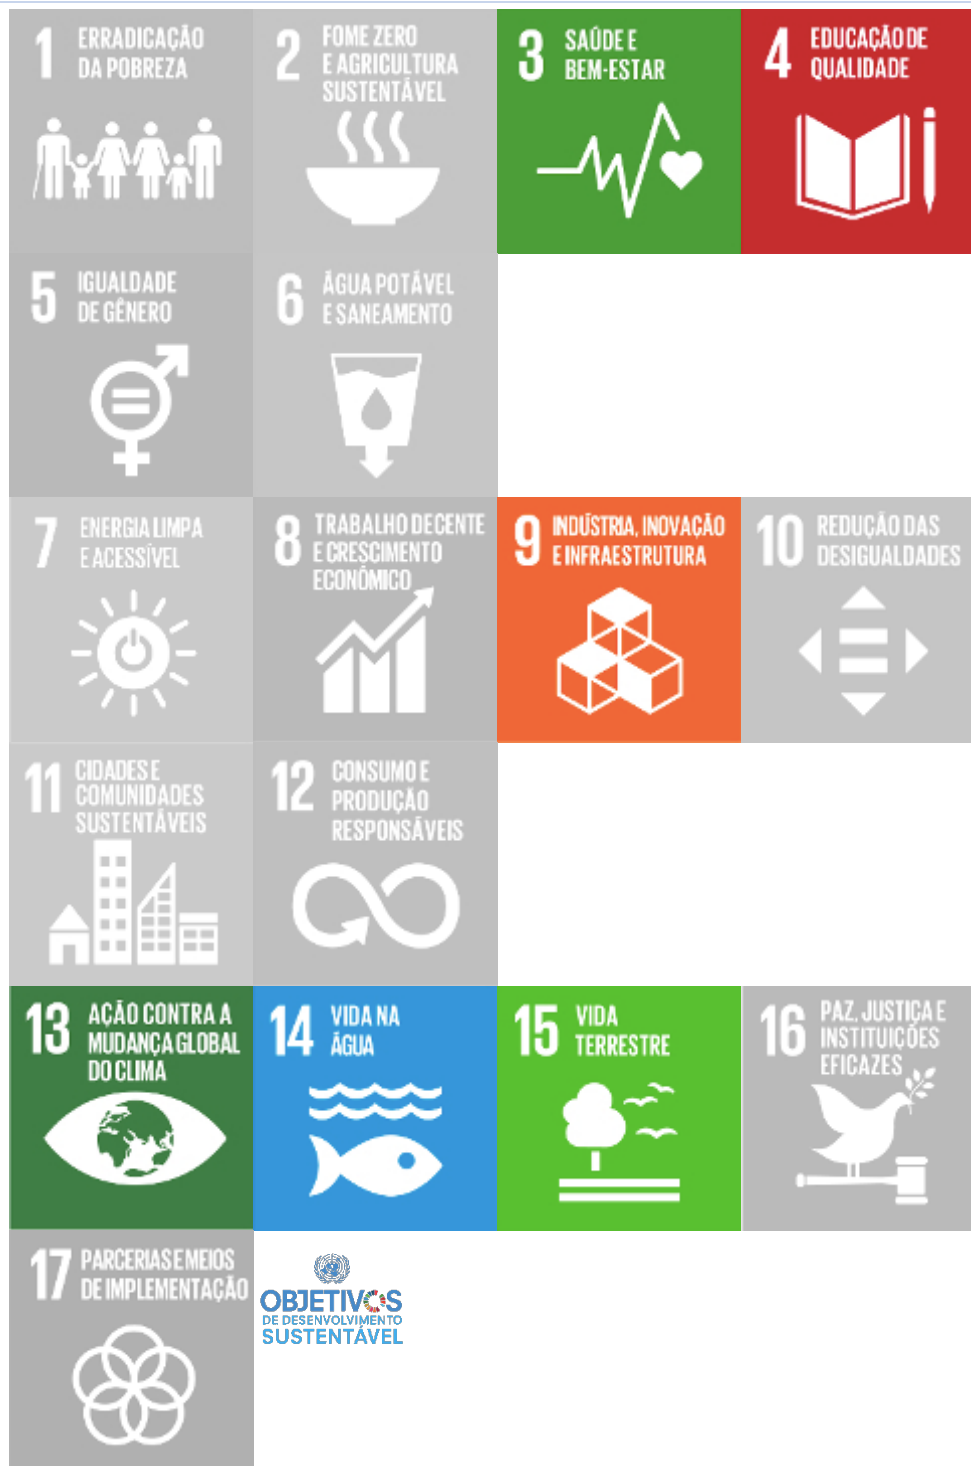 1
ERRADICAÇÃO
DA POBREZA
2
FOME ZERO
E AGRICULTURA
SUSTENTÁVEL
3
SAÚDE E
BEM-ESTAR
4
EDUCAÇÃO DE
QUALIDADE
5
IGUALDADE
DE GÊNERO
6
ÁGUA POTÁVEL
E SANEAMENTO
7
ENERGIA LIMPA
E ACESSÍVEL
8
TRABALHO DECENTE
E CRESCIMENTO
ECONÔMICO
9
INDÚSTRIA, INOVAÇÃO
E INFRAESTRUTURA
10
REDUÇÃO DAS
DESIGUALDADES
11
CIDADES E
COMUNIDADES
SUSTENTÁVEIS
12
CONSUMO E
PRODUÇÃO
RESPONSÁVEIS
13
AÇÃO CONTRA A
MUDANÇA GLOBAL
DO CLIMA
14
VIDA NA
ÁGUA
15
VIDA
TERRESTRE
16
PAZ, JUSTIÇA E
INSTITUIÇÕES
EFICAZES
17
PARCERIAS E MEIOS
DE IMPLEMENTAÇÃO
OBJETIVOS
DE DESENVOLVIMENTO
SUSTENTÁVEL